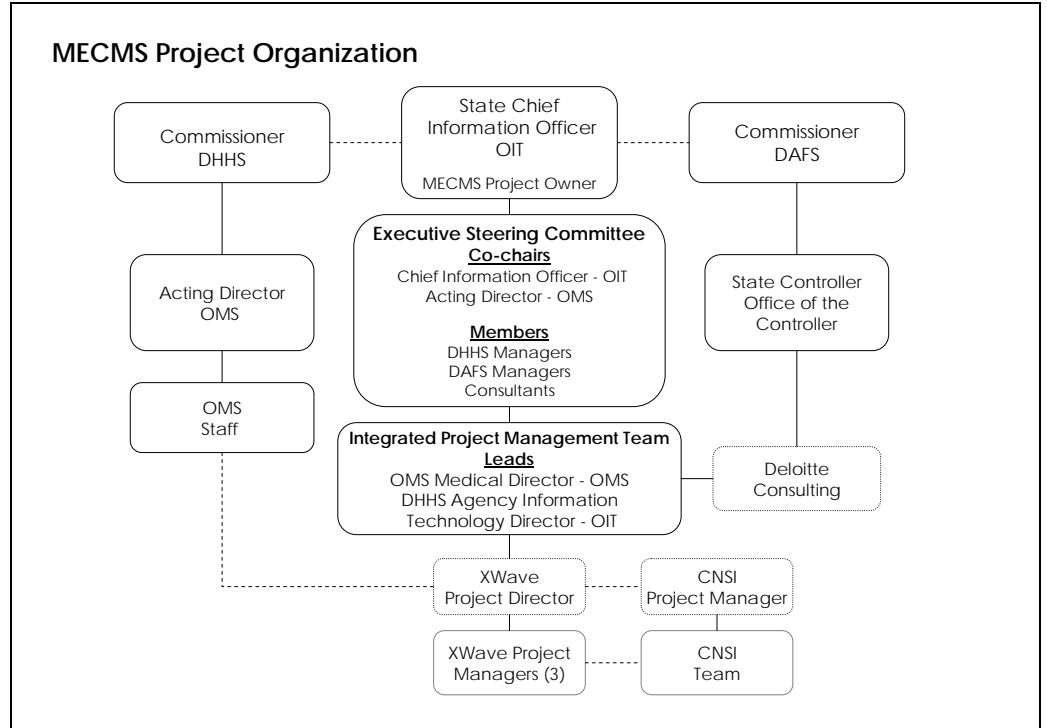 MECMS Project Organization
Commissioner
DHHS
State Chief
Information Officer
OIT
MECMS Project Owner
Commissioner
DAFS
Executive Steering Committee
Co-chairs
Chief Information Officer - OIT
Acting Director - OMS
Members
DHHS Managers
DAFS Managers
Consultants
Acting Director
OMS
State Controller
Office of the
Controller
OMS
Staff
Integrated Project Management Team
Leads
OMS Medical Director - OMS
DHHS Agency Information
Technology Director - OIT
Deloitte
Consulting
XWave
Project Director
CNSI
Project Manager
XWave Project
Managers (3)
CNSI
Team